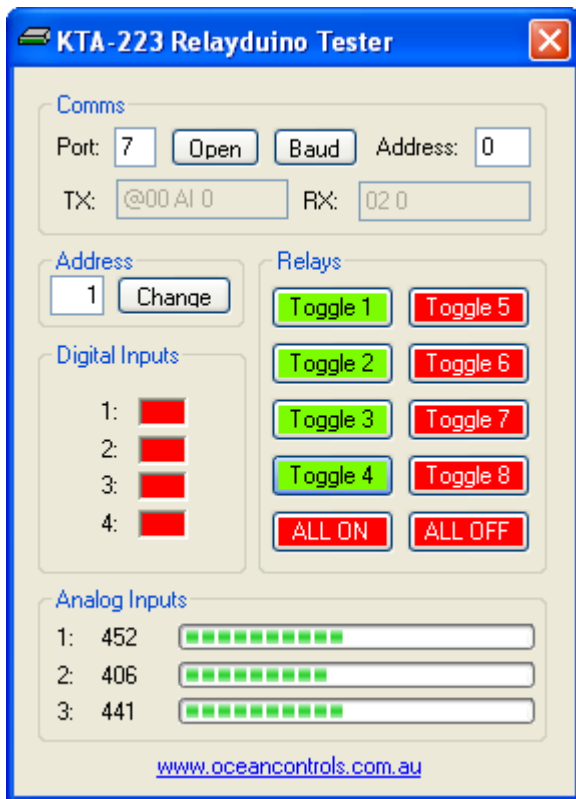 KTA-223 Relayduino Tester
Comms
Port: 7 Open Baud Address: 0
TX: @00 AI 0 RX: 02 0
Address
1 Change
Relays
Toggle 1 Toggle 5
Toggle 2 Toggle 6
Toggle 3 Toggle 7
Toggle 4 Toggle 8
ALL ON ALL OFF
Digital Inputs
1:
2:
3:
4:
Analog Inputs
1: 452
2: 406
3: 441
www.oceancontrols.com.au